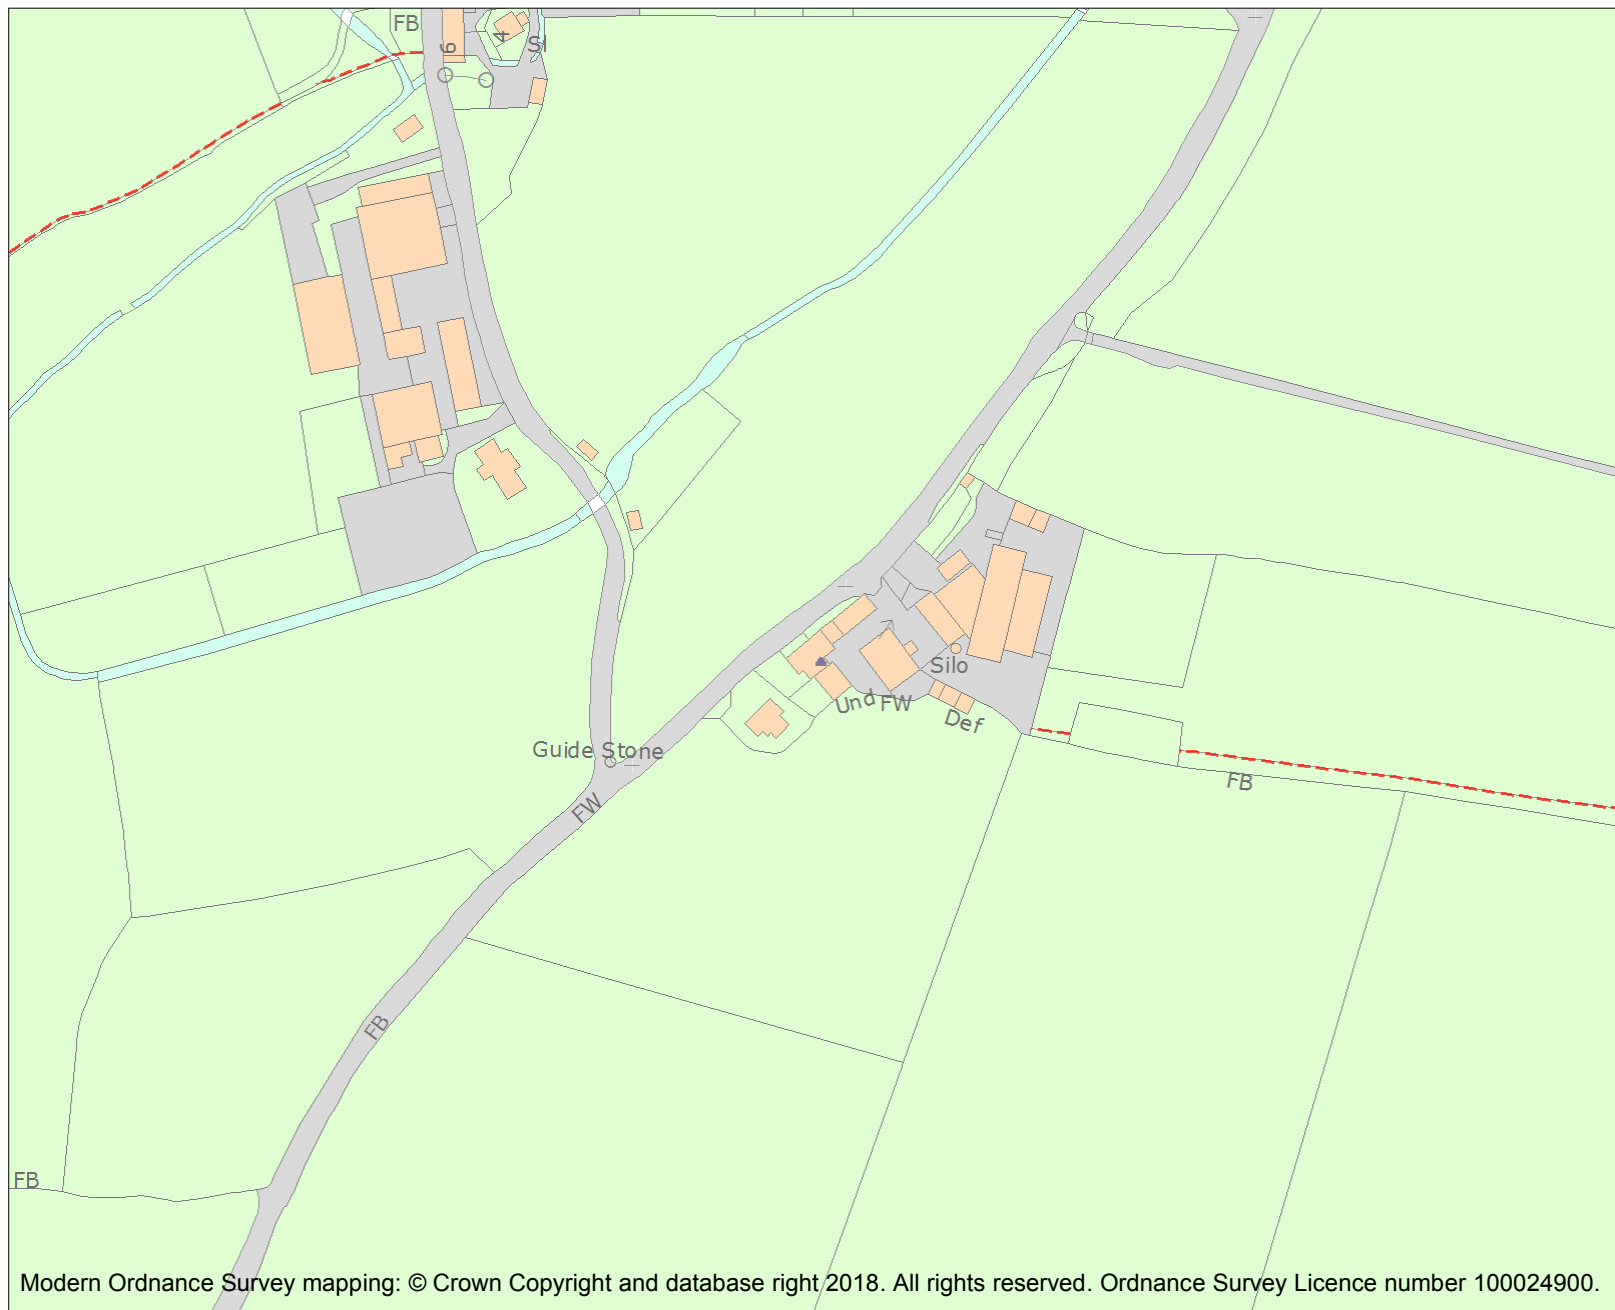 FB
6
4
Sl
Silo
Und
FW
Def
Guide Stone
FB
FW
FB
FB
Modern Ordnance Survey mapping: © Crown Copyright and database right 2018. All rights reserved. Ordnance Survey Licence number 100024900.